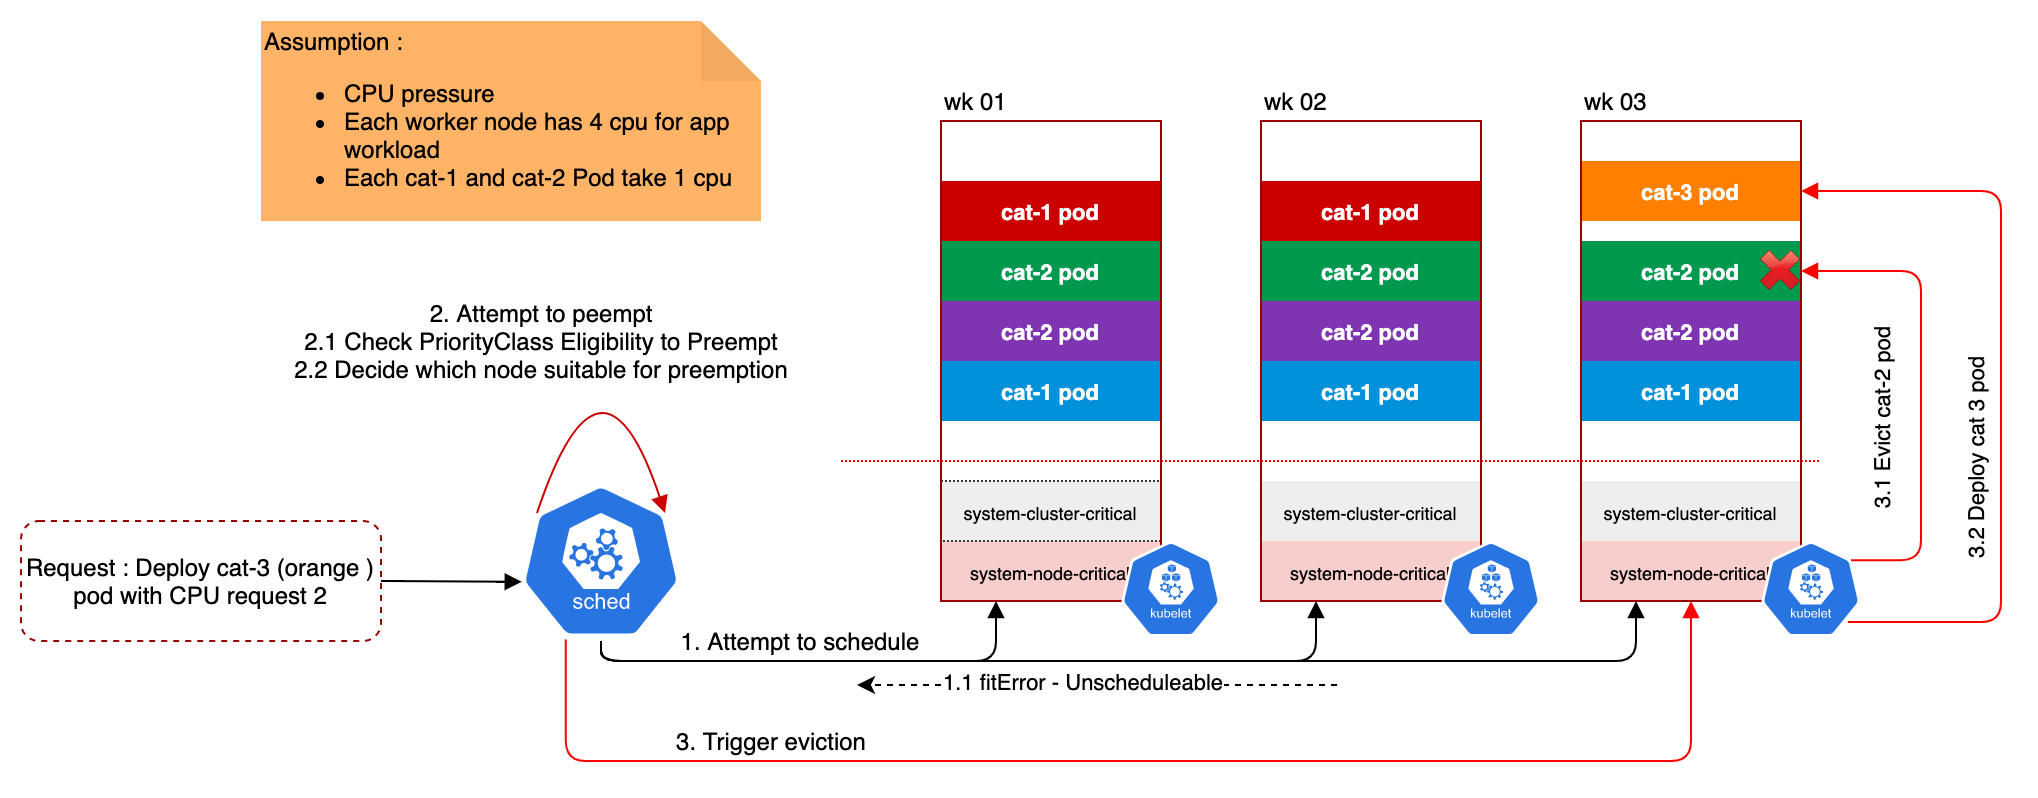 Assumption :
CPU pressure
Each worker node has 4 cpu for app
workload
Each cat-1 and cat-2 Pod take 1 cpu
wk 01
wk 02
wk 03
cat-1 pod
cat-2 pod
cat-2 pod
cat-1 pod
system-cluster-critical
system-node-critical
kubelet
cat-1 pod
cat-2 pod
cat-2 pod
cat-1 pod
system-cluster-critical
system-node-critical
kubelet
cat-3 pod
cat-2 pod
cat-2 pod
cat-1 pod
system-cluster-critical
system-node-critical
kubelet
3.1 Evict cat-2 pod
3.2 Deploy cat 3 pod
2. Attempt to peempt
2.1 Check PriorityClass Eligibility to Preempt
2.2 Decide which node suitable for preemption
Request : Deploy cat-3 (orange )
pod with CPU request 2
sched
1. Attempt to schedule
1.1 fitError - Unscheduleable
3. Trigger eviction